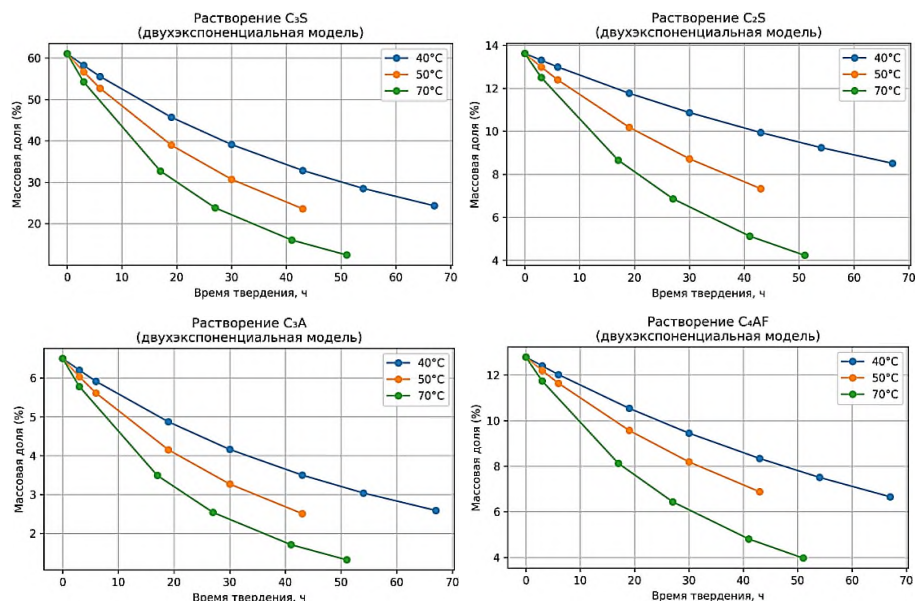 Растворение C₃S
(двухэкспоненциальная модель)
Массовая доля (%)
60
50
40
30
20
40°C
50°C
70°C
0 10 20 30 40 50 60 70
Время твердения, ч
Растворение C₂S
(двухэкспоненциальная модель)
Массовая доля (%)
14
12
10
8
6
4
40°C
50°C
70°C
0 10 20 30 40 50 60 70
Время твердения, ч
Растворение C₃A
(двухэкспоненциальная модель)
Массовая доля (%)
6
5
4
3
2
40°C
50°C
70°C
0 10 20 30 40 50 60 70
Время твердения, ч
Растворение C₄AF
(двухэкспоненциальная модель)
Массовая доля (%)
12
10
8
6
4
40°C
50°C
70°C
0 10 20 30 40 50 60 70
Время твердения, ч